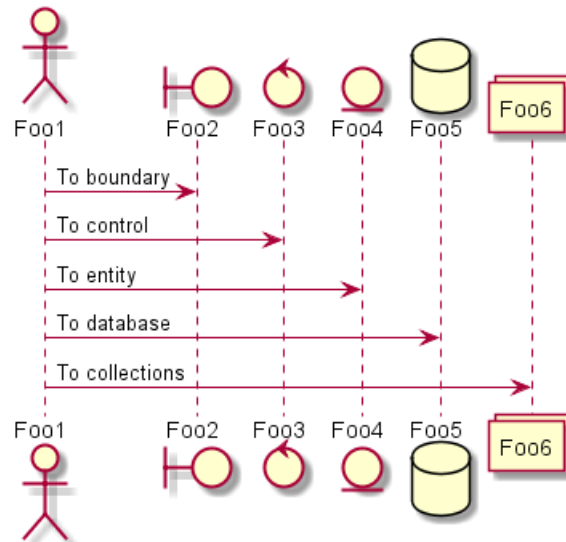 Foo1 Foo2 Foo3 Foo4 Foo5 Foo6
To boundary
To control
To entity
To database
To collections
Foo1 Foo2 Foo3 Foo4 Foo5 Foo6